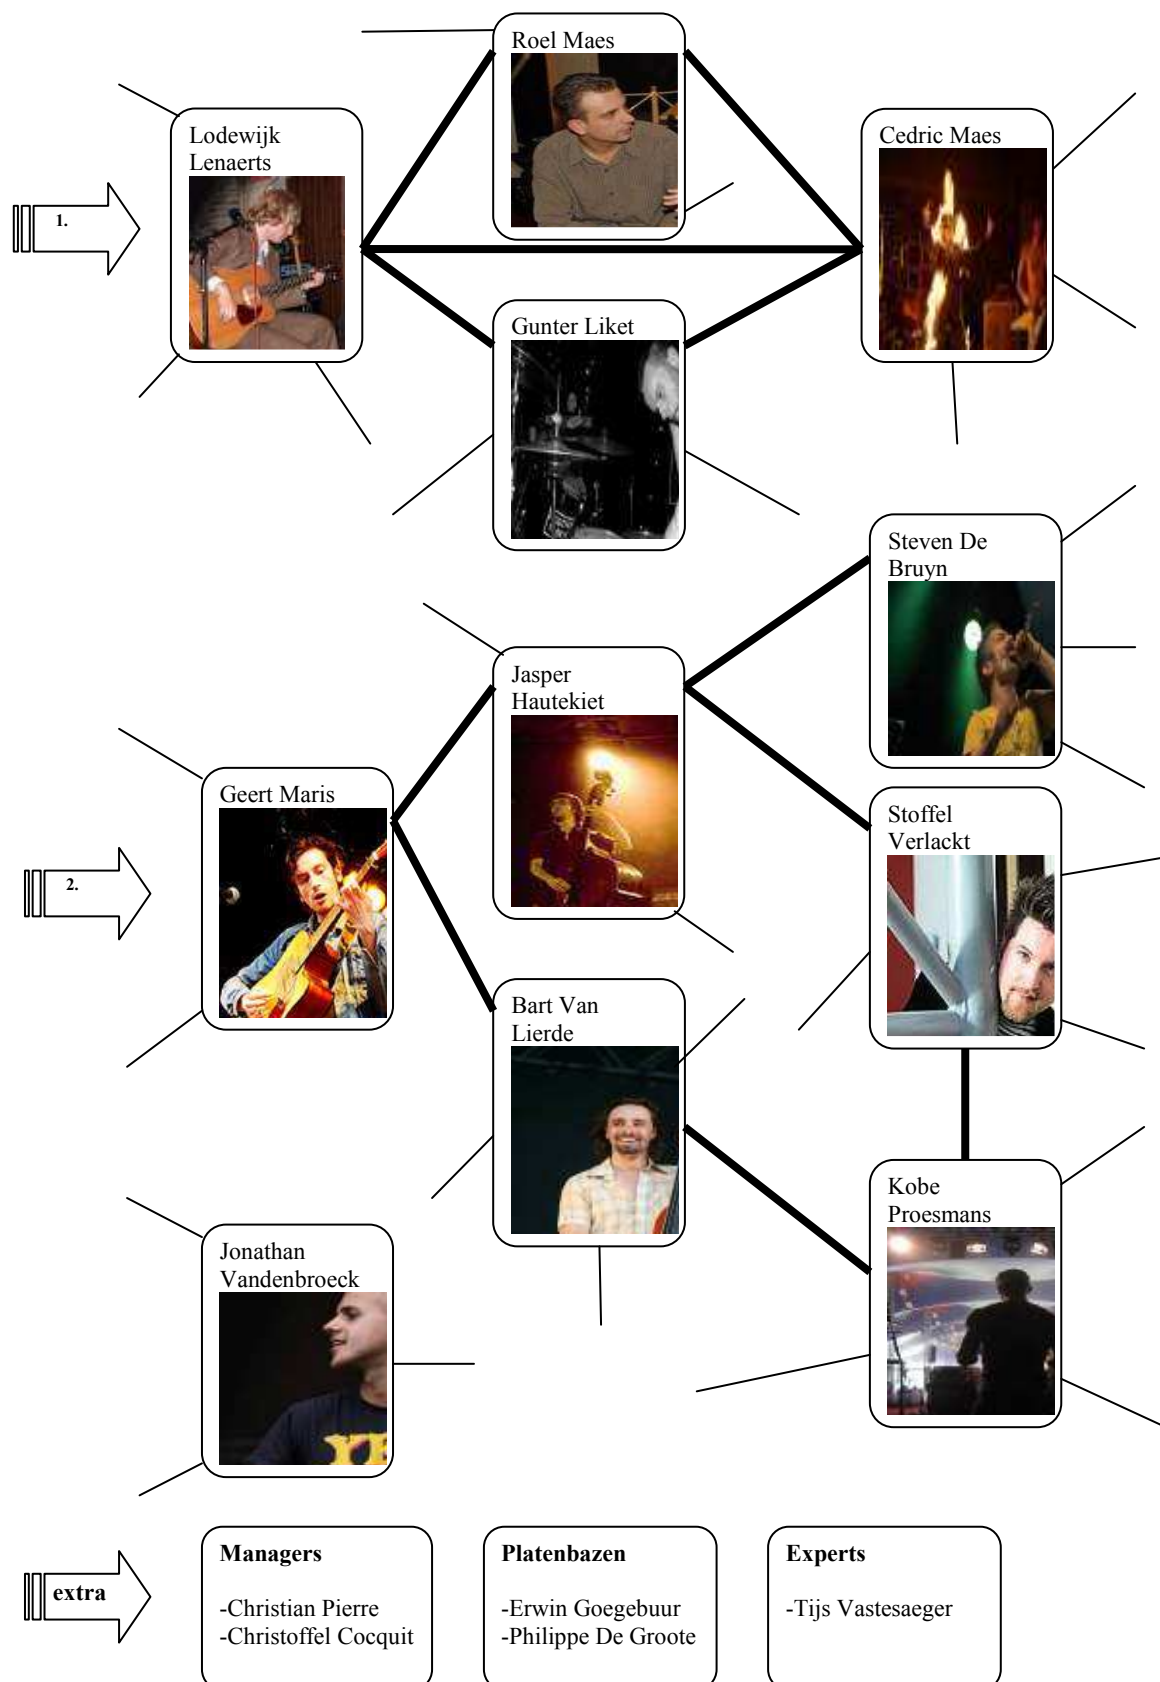 Roel Maes
Lodewijk
Lenaerts
Cedric Maes
1.
Gunter Liket
Steven De
Bruyn
Jasper
Hautekiet
Geert Maris
Stoffel
Verlackt
2.
Bart Van
Lierde
Kobe
Proesmans
Jonathan
Vandenbroeck
extra
Managers
-Christian Pierre
-Christoffel Cocquit
Platenbazen
-Erwin Goegebuur
-Philippe De Groote
Experts
-Tijs Vastesaeger